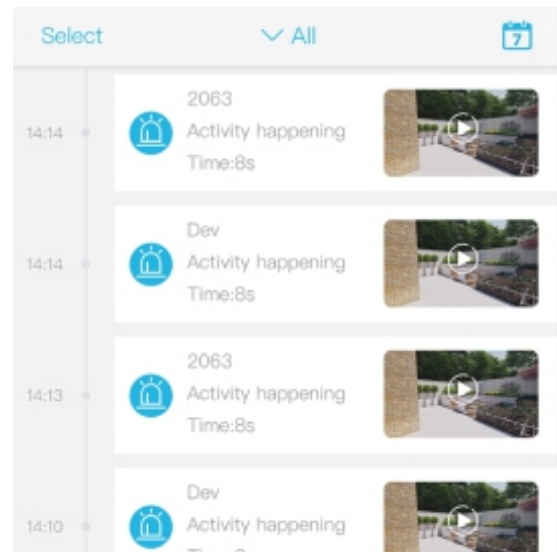 Select
All
7
14:14
2063
Activity happening
Time:8s
14:14
Dev
Activity happening
Time:8s
14:13
2063
Activity happening
Time:8s
14:10
Dev
Activity happening